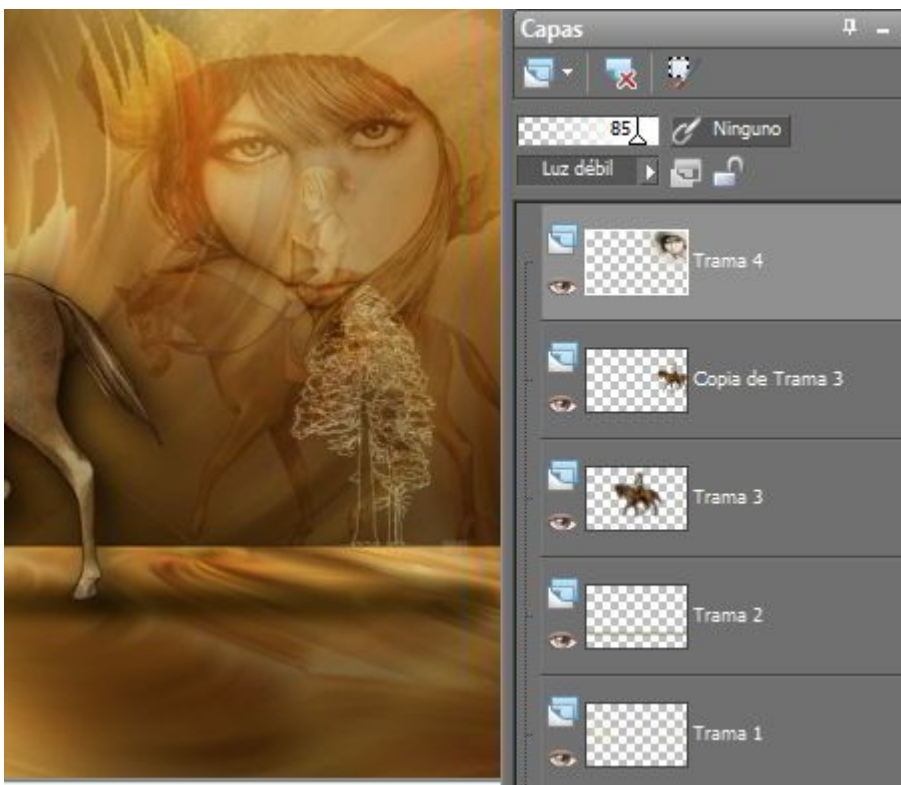 Capas
85
Ninguno
Luz débil
Trama 4
Copia de Trama 3
Trama 3
Trama 2
Trama 1